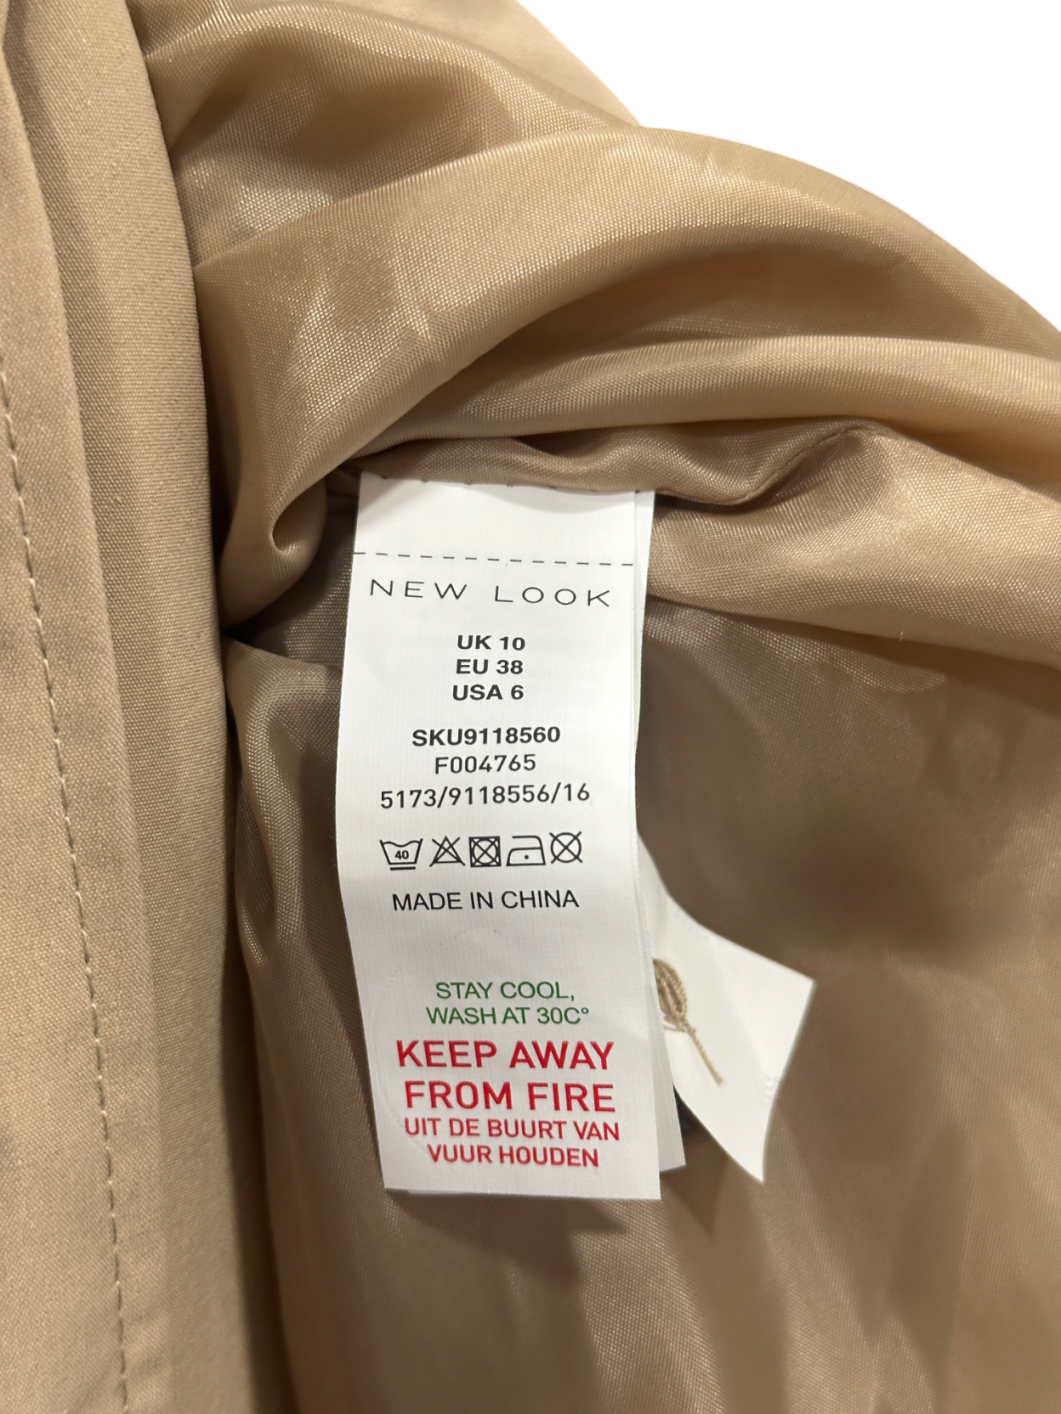 NEW LOOK
UK 10
EU 38
USA 6
SKU9118560
F004765
5173/9118556/16
40
MADE IN CHINA
STAY COOL,
WASH AT 30C°
KEEP AWAY
FROM FIRE
UIT DE BUURT VAN
VUUR HOUDEN